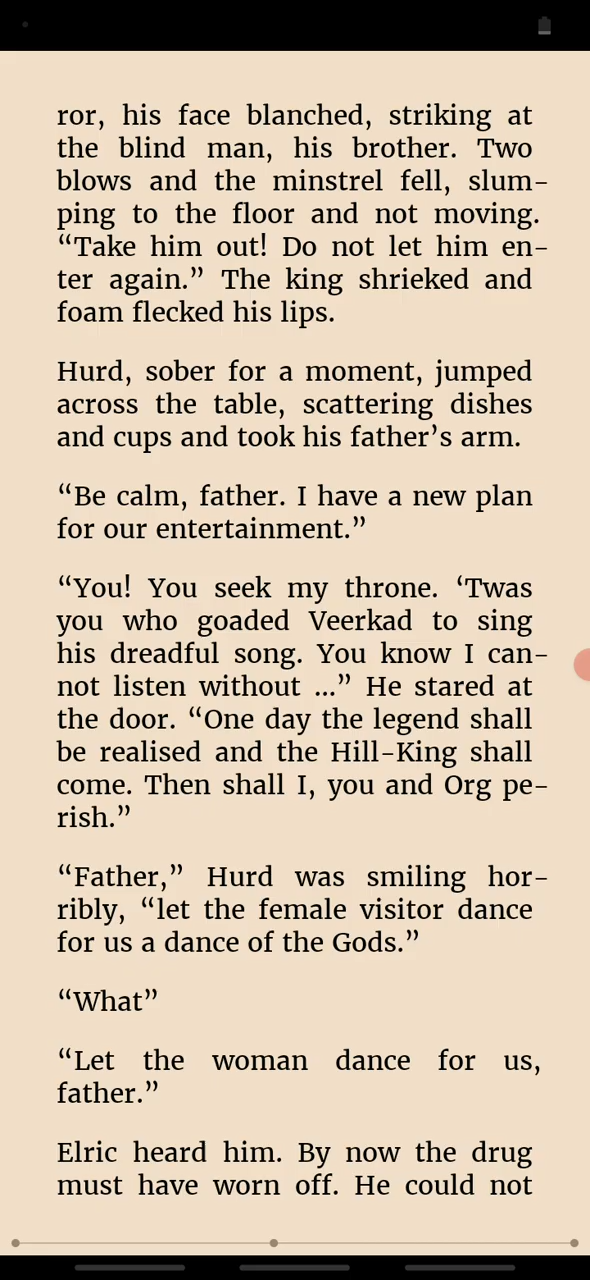 ror, his face blanched, striking at
the blind man, his brother. Two
blows and the minstrel fell, slum-
ping to the floor and not moving.
“Take him out! Do not let him en-
ter again.” The king shrieked and
foam flecked his lips.
Hurd, sober for a moment, jumped
across the table, scattering dishes
and cups and took his father’s arm.
“Be calm, father. I have a new plan
for our entertainment.”
“You! You seek my throne. ‘Twas
you who goaded Veerkad to sing
his dreadful song. You know I can-
not listen without ...” He stared at
the door. “One day the legend shall
be realised and the Hill-King shall
come. Then shall I, you and Org pe-
rish.”
“Father,” Hurd was smiling hor-
ribly, “let the female visitor dance
for us a dance of the Gods.”
“What”
“Let the woman dance for us,
father.”
Elric heard him. By now the drug
must have worn off. He could not